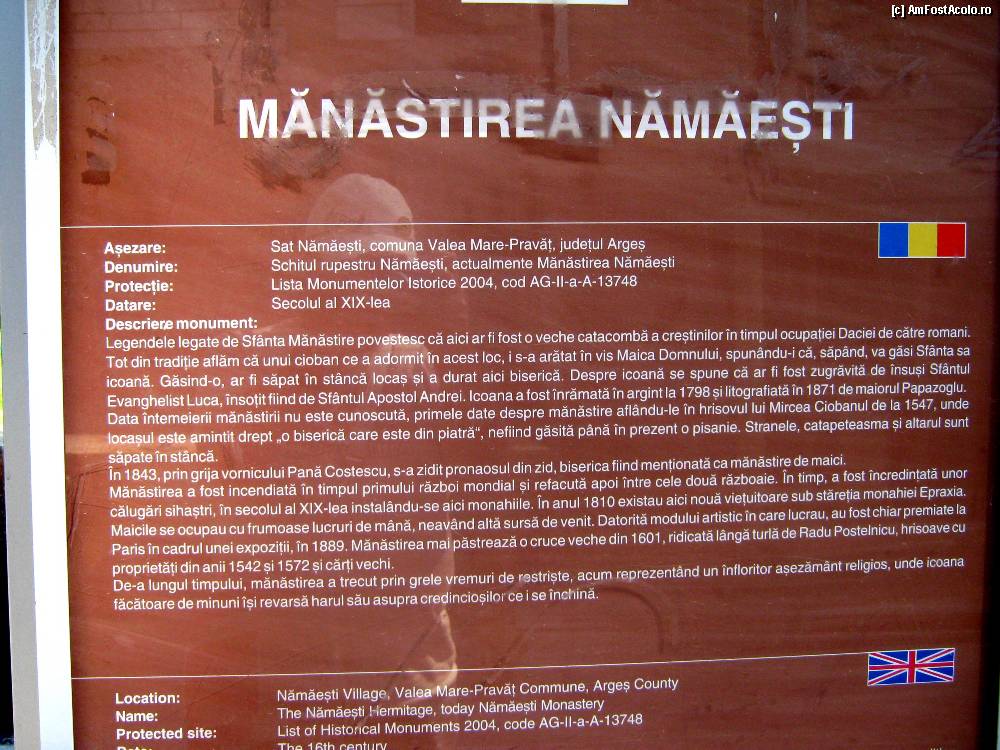 [c] AmFostAcolo.ro
MĂNĂSTIREA NĂMĂEȘTI
Așezare: Sat Nămăești, comuna Valea Mare-Pravăț, județul Argeș
Denumire: Schitul rupestru Nămăești, actualmente Mănăstirea Nămăești
Protecție: Lista Monumentelor Istorice 2004, cod AG-II-a-A-13748
Datare: Secolul al XIX-lea
Descriere monument:
Legendele legate de Sfânta Mănăstire povestesc că aici ar fi fost o veche catacombă a creștinilor în timpul ocupației Daciei de către romani.
Tot din tradiție aflăm că unui cioban ce a adormit în acest loc, i s-a arătat în vis Maica Domnului, spunându-i că, săpând, va găsi Sfânta sa
icoană. Găsind-o, ar fi săpat în stâncă locaș și a durat aici biserică. Despre icoană se spune că ar fi fost zugrăvită de însuși Sfântul
Evanghelist Luca, însoțit fiind de Sfântul Apostol Andrei. Icoana a fost înrămată în argint la 1798 și litografiată în 1871 de maiorul Papazoglu.
Data întemeierii mănăstirii nu este cunoscută, primele date despre mănăstire aflându-le în hrisovul lui Mircea Ciobanul de la 1547, unde
locașul este amintit drept „o biserică care este din piatră“, nefiind găsită până în prezent o pisanie. Stranele, catapeteasma și altarul sunt
săpate în stâncă.
În 1843, prin grija vornicului Pană Costescu, s-a zidit pronaosul din zid, biserica fiind menționată ca mănăstire de maici.
Mănăstirea a fost incendiată în timpul primului război mondial și refacută apoi între cele două războaie. În timp, a fost încredințată unor
călugări sihaștri, în secolul al XIX-lea instalându-se aici monahiile. În anul 1810 existau aici nouă viețuitoare sub stăreția monahiei Epraxia.
Maicile se ocupau cu frumoase lucruri de mână, neavând altă sursă de venit. Datorită modului artistic în care lucrau, au fost chiar premiate la
Paris în cadrul unei expoziții, în 1889. Mănăstirea mai păstrează o cruce veche din 1601, ridicată lângă turlă de Radu Postelnicu, hrisoave cu
proprietăți din anii 1542 și 1572 și cărți vechi.
De-a lungul timpului, mănăstirea a trecut prin grele vremuri de restriște, acum reprezentând un înfloritor așezământ religios, unde icoana
făcătoare de minuni își revarsă harul său asupra credincioșilor ce i se închină.
Location: Nămăești Village, Valea Mare-Pravăț Commune, Argeș County
Name: The Nămăești Hermitage, today Nămăești Monastery
Protected site: List of Historical Monuments 2004, code AG-II-a-A-13748
Date: The 16th century